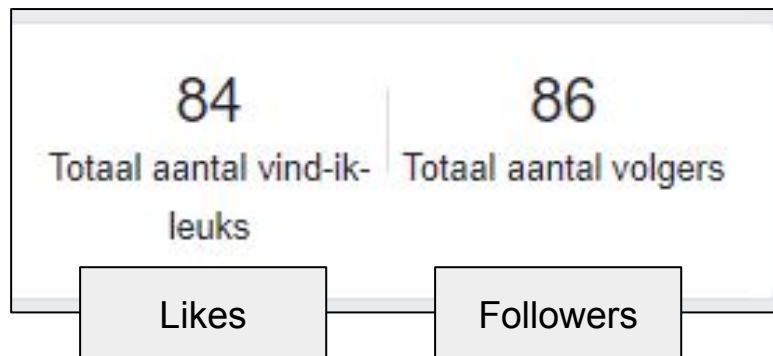 84
Totaal aantal vind-ik-
leuks
86
Totaal aantal volgers
Likes
Followers